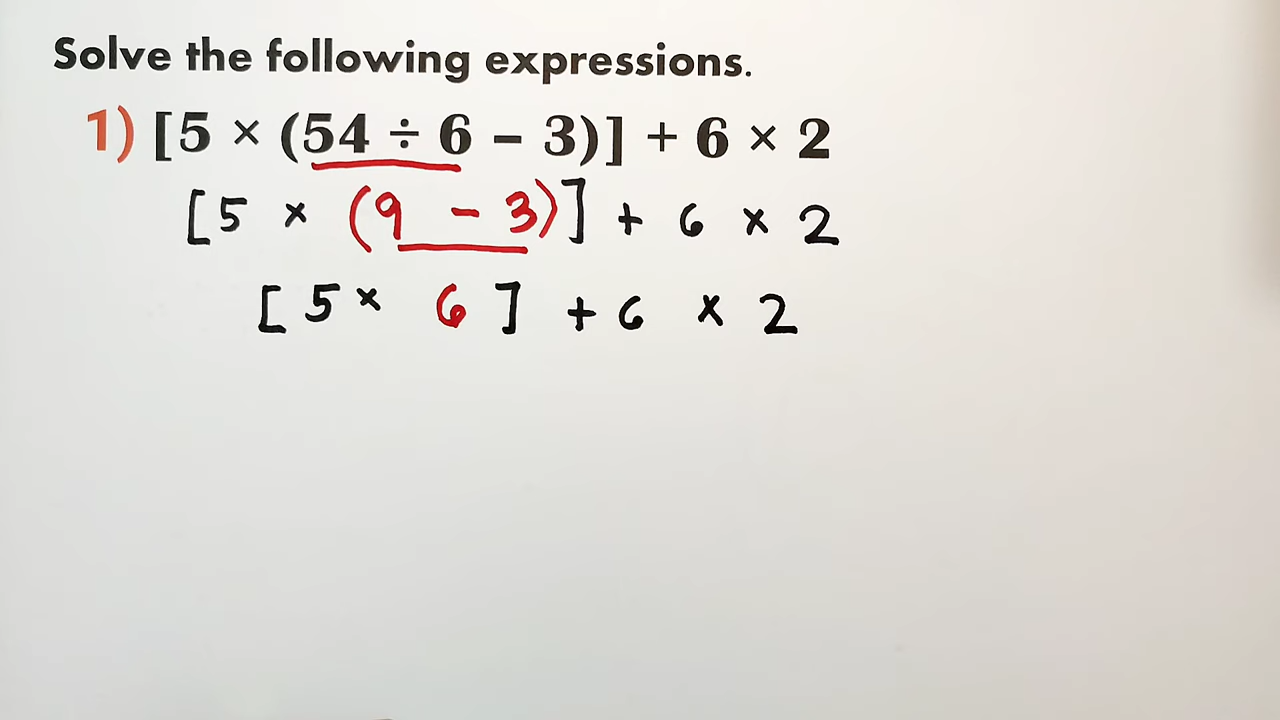 Solve the following expressions.
1) [5 × (54 ÷ 6 – 3)] + 6 × 2
[5 × (9 - 3)] + 6 × 2
[5 × 6] + 6 × 2